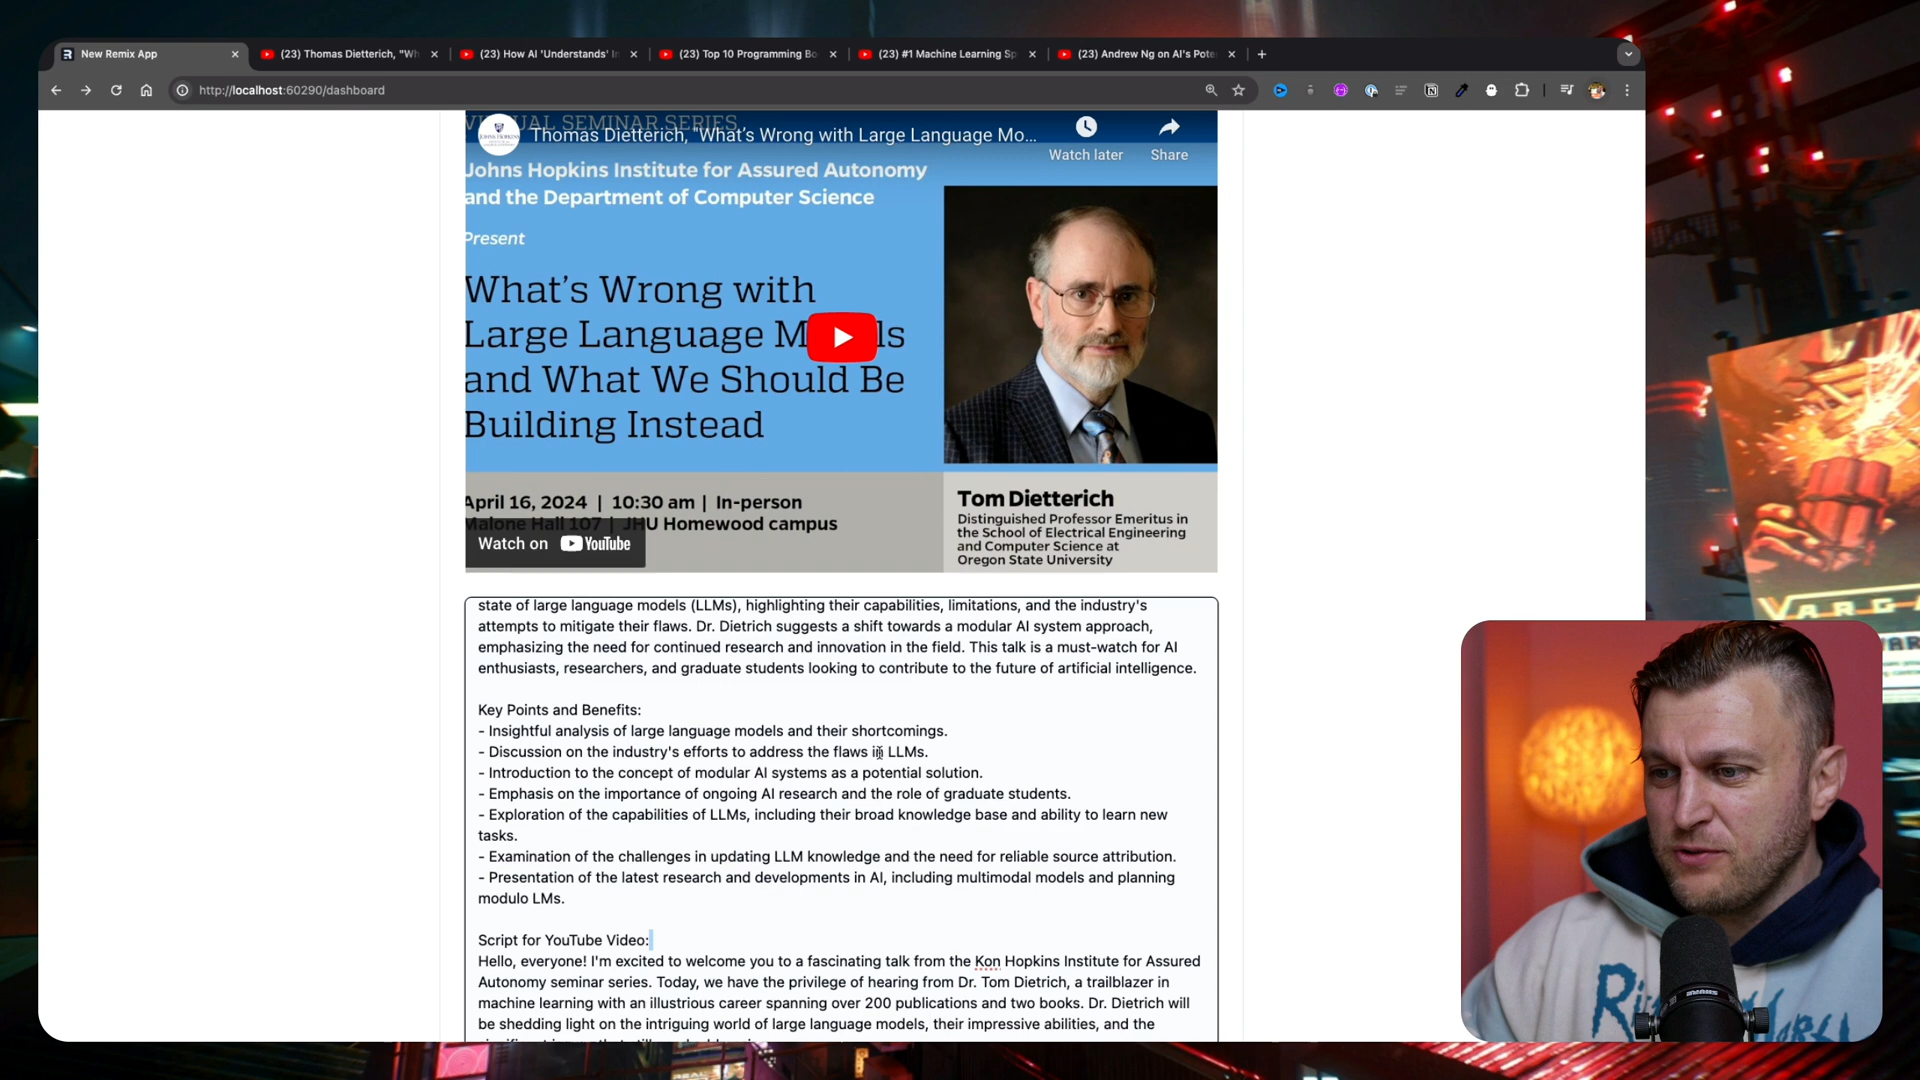 New Remix App
(23) Thomas Dietterich, "Wh
(23) How AI 'Understands' I
(23) Top 10 Programming Bo
(23) #1 Machine Learning Sp
(23) Andrew Ng on AI's Pote
http://localhost:60290/dashboard
VIRTUAL SEMINAR SERIES
Thomas Dietterich, "What's Wrong with Large Language Mo...
Watch later
Share
Johns Hopkins Institute for Assured Autonomy
and the Department of Computer Science
Present
What's Wrong with
Large Language M ls
and What We Should Be
Building Instead
April 16, 2024 | 10:30 am | In-person
Malone Hall 107 | JHU Homewood campus
Watch on YouTube
Tom Dietterich
Distinguished Professor Emeritus in
the School of Electrical Engineering
and Computer Science at
Oregon State University
state of large language models (LLMs), highlighting their capabilities, limitations, and the industry's
attempts to mitigate their flaws. Dr. Dietrich suggests a shift towards a modular AI system approach,
emphasizing the need for continued research and innovation in the field. This talk is a must-watch for AI
enthusiasts, researchers, and graduate students looking to contribute to the future of artificial intelligence.
Key Points and Benefits:
- Insightful analysis of large language models and their shortcomings.
- Discussion on the industry's efforts to address the flaws in LLMs.
- Introduction to the concept of modular AI systems as a potential solution.
- Emphasis on the importance of ongoing AI research and the role of graduate students.
- Exploration of the capabilities of LLMs, including their broad knowledge base and ability to learn new
tasks.
- Examination of the challenges in updating LLM knowledge and the need for reliable source attribution.
- Presentation of the latest research and developments in AI, including multimodal models and planning
modulo LMs.
Script for YouTube Video:
Hello, everyone! I'm excited to welcome you to a fascinating talk from the Kon Hopkins Institute for Assured
Autonomy seminar series. Today, we have the privilege of hearing from Dr. Tom Dietrich, a trailblazer in
machine learning with an illustrious career spanning over 200 publications and two books. Dr. Dietrich will
be shedding light on the intriguing world of large language models, their impressive abilities, and the